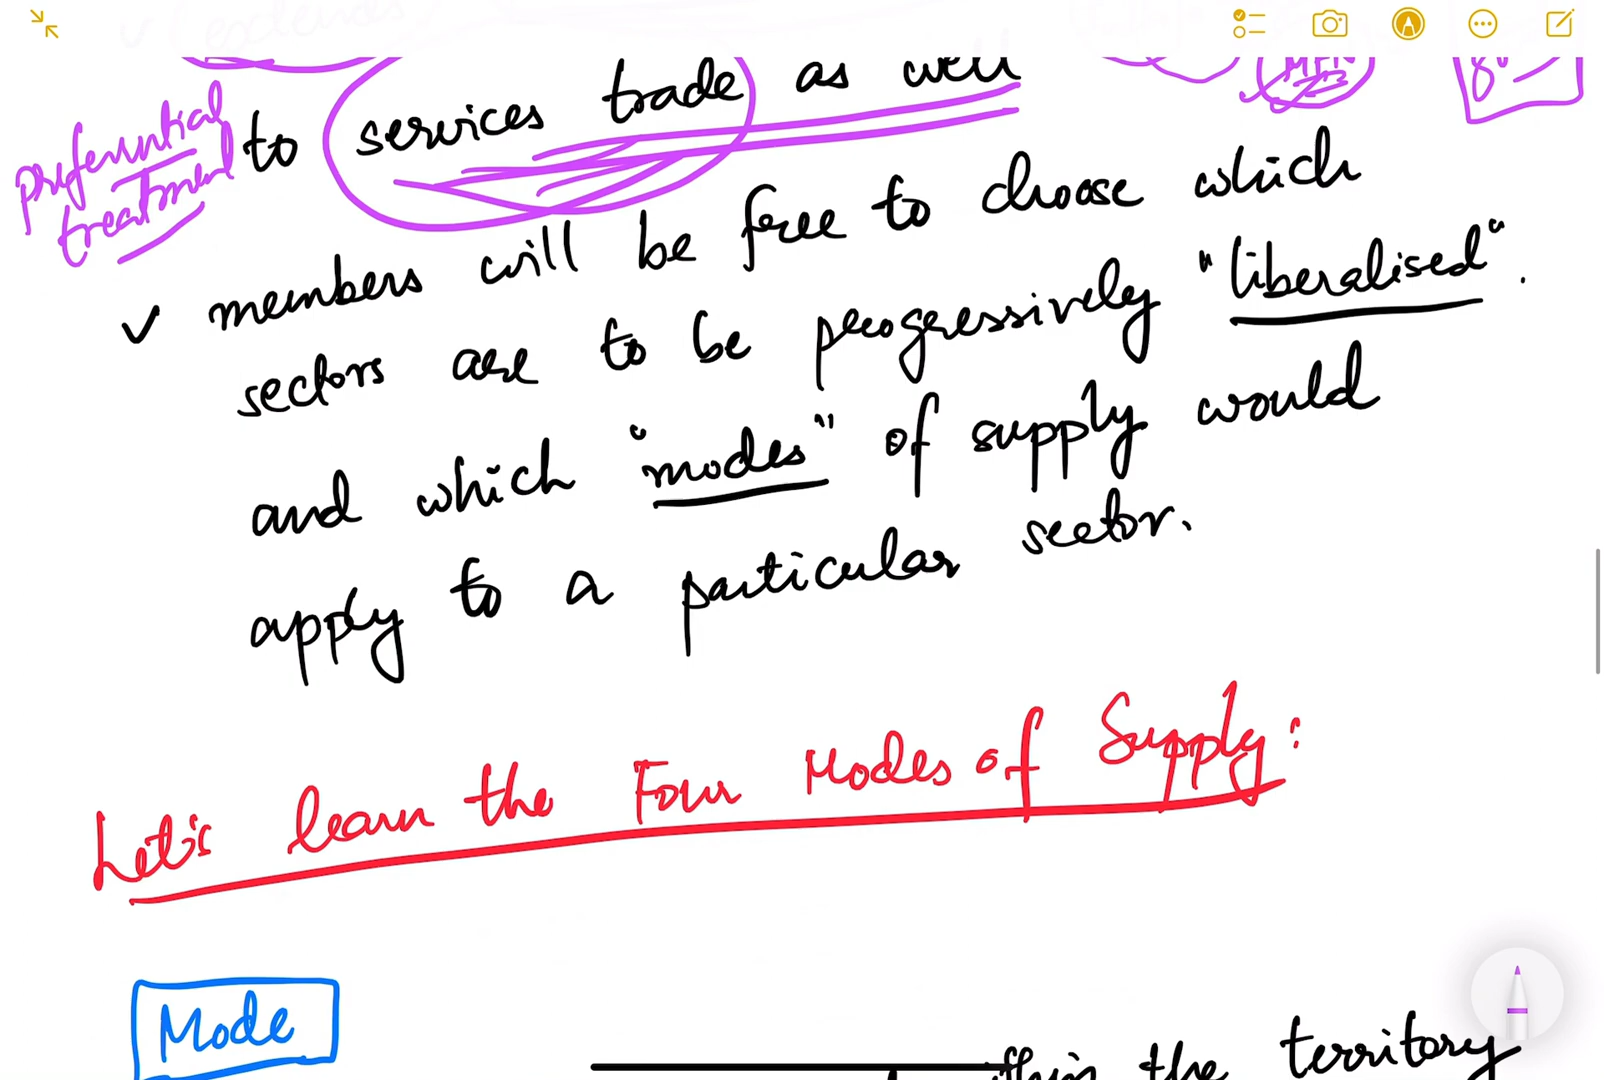 (extends
MFN
preferential
treatment
to services trade as well
✓ members will be free to choose which
sectors are to be progressively "liberalised".
and which "modes" of supply would
apply to a particular sector.
Let's learn the Four Modes of Supply:
Mode
the territory